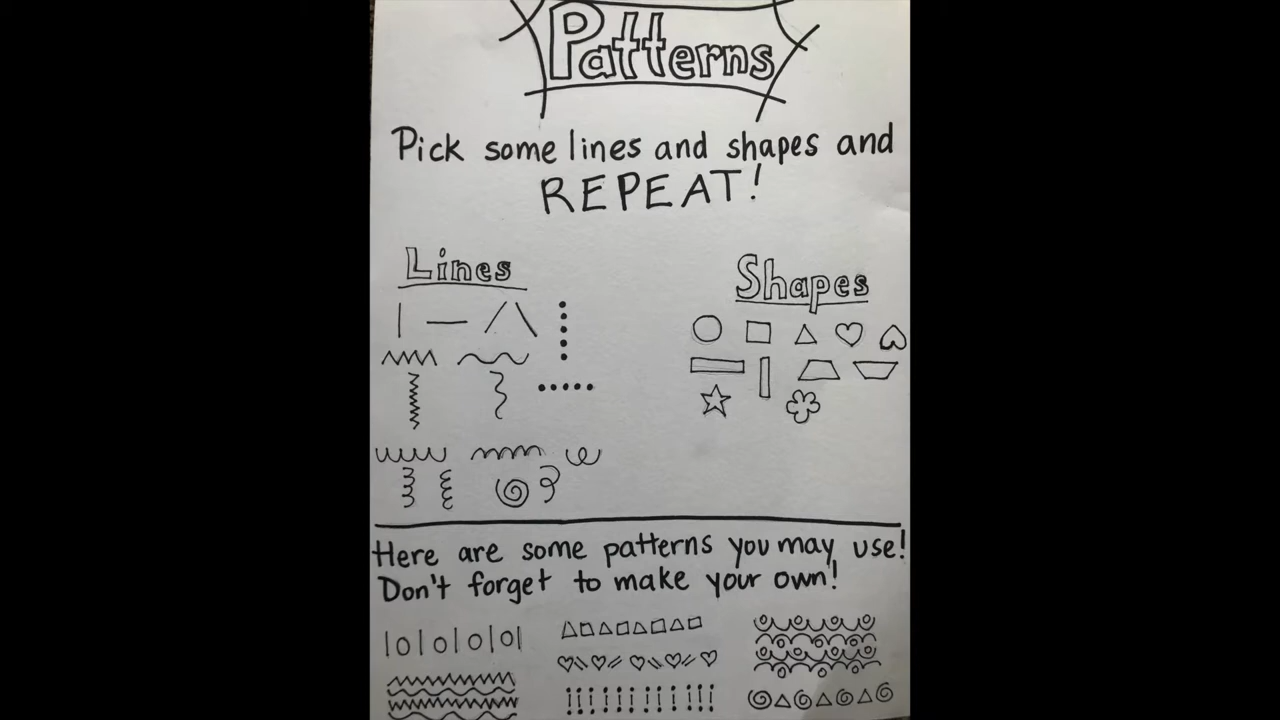 Patterns
Pick some lines and shapes and
REPEAT!
Lines
Shapes
Here are some patterns you may use!
Don't forget to make your own!